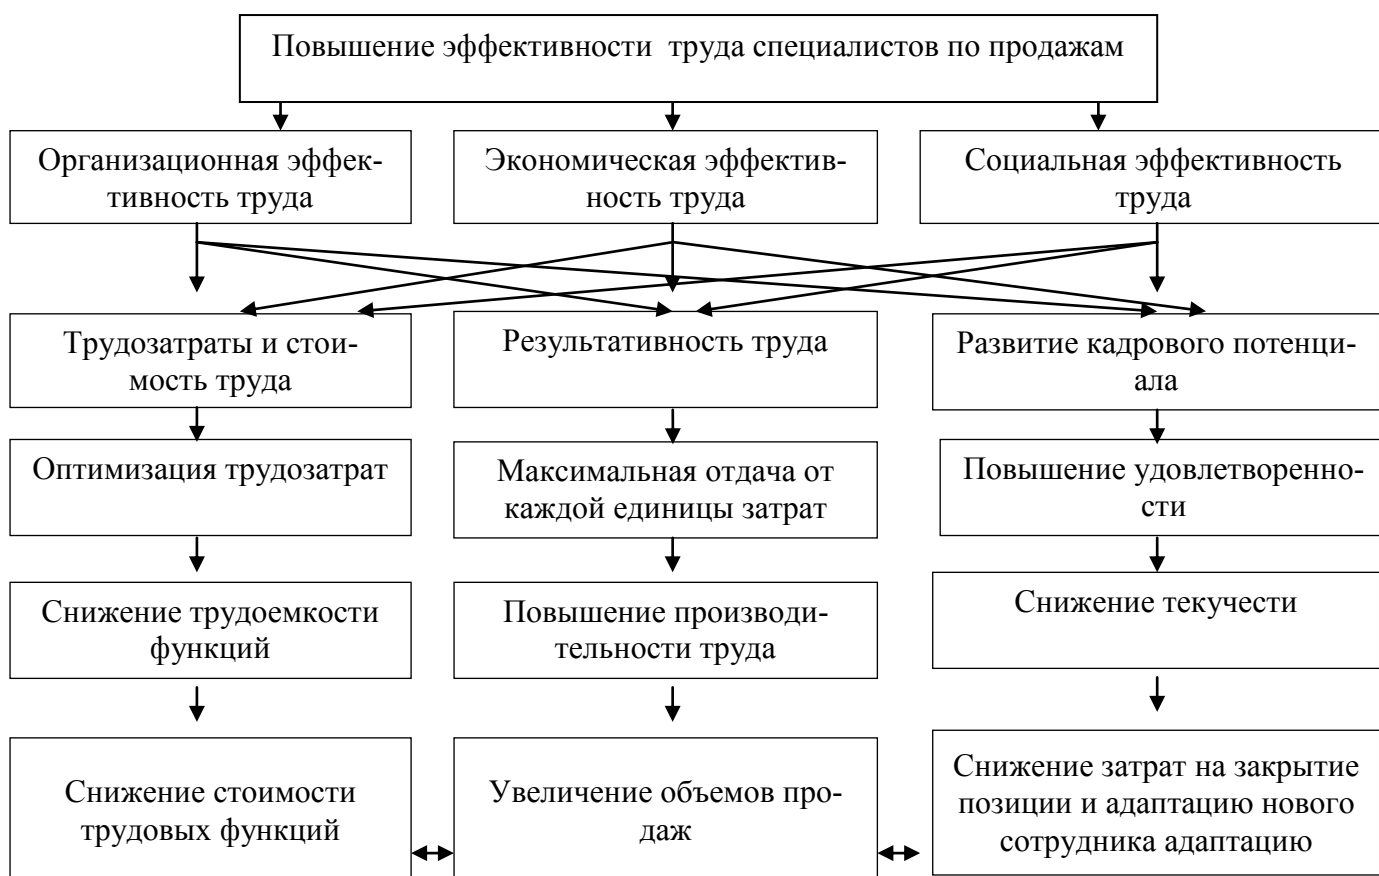 Повышение эффективности  труда специалистов по продажам
Организационная эффек-
тивность труда
Экономическая эффектив-
ность труда
Социальная эффективность
труда
Трудозатраты и стои-
мость труда
Результативность труда
Развитие кадрового потенци-
ала
Оптимизация трудозатрат
Максимальная отдача от
каждой единицы затрат
Повышение удовлетворенно-
сти
Снижение трудоемкости
функций
Повышение производи-
тельности труда
Снижение текучести
Снижение стоимости
трудовых функций
Увеличение объемов про-
даж
Снижение затрат на закрытие
позиции и адаптацию нового
сотрудника адаптацию